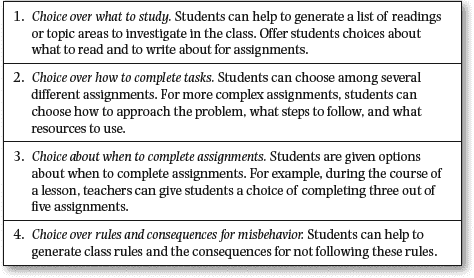 1. Choice over what to study. Students can help to generate a list of readings
or topic areas to investigate in the class. Offer students choices about
what to read and to write about for assignments.
2. Choice over how to complete tasks. Students can choose among several
different assignments. For more complex assignments, students can
choose how to approach the problem, what steps to follow, and what
resources to use.
3. Choice about when to complete assignments. Students are given options
about when to complete assignments. For example, during the course of
a lesson, teachers can give students a choice of completing three out of
five assignments.
4. Choice over rules and consequences for misbehavior. Students can help to
generate class rules and the consequences for not following these rules.